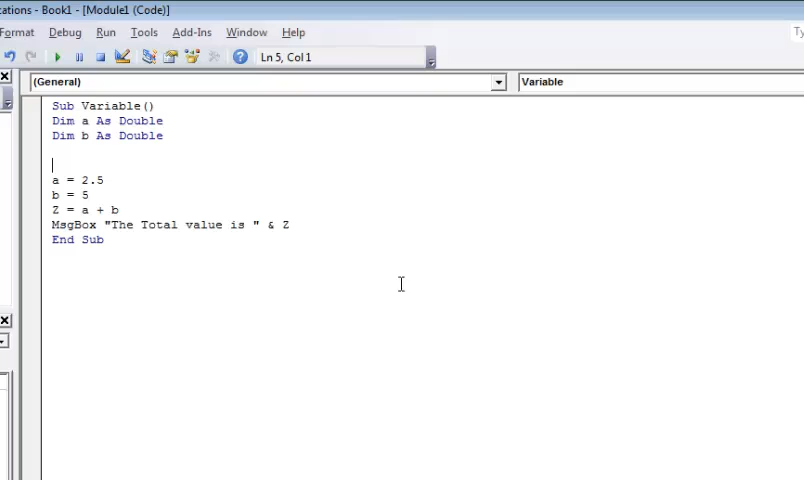 cations - Book1 - [Module1 (Code)]
Format Debug Run Tools Add-Ins Window Help Ty
Ln 5, Col 1
(General) Variable
Sub Variable()
Dim a As Double
Dim b As Double
a = 2.5
b = 5
Z = a + b
MsgBox "The Total value is " & Z
End Sub